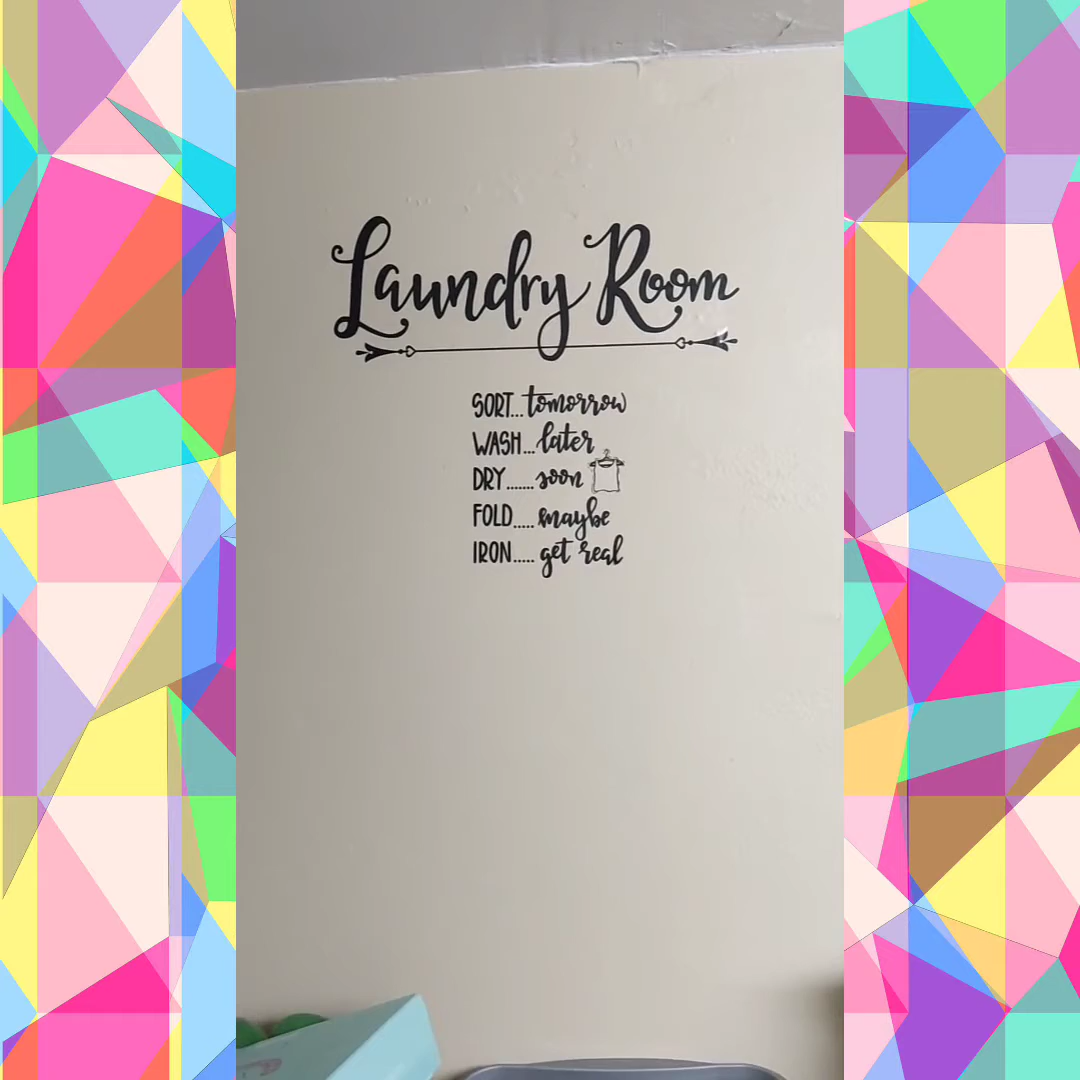 Laundry Room
SORT...tomorrow
WASH...later
DRY.......soon
FOLD.....maybe
IRON.....get real